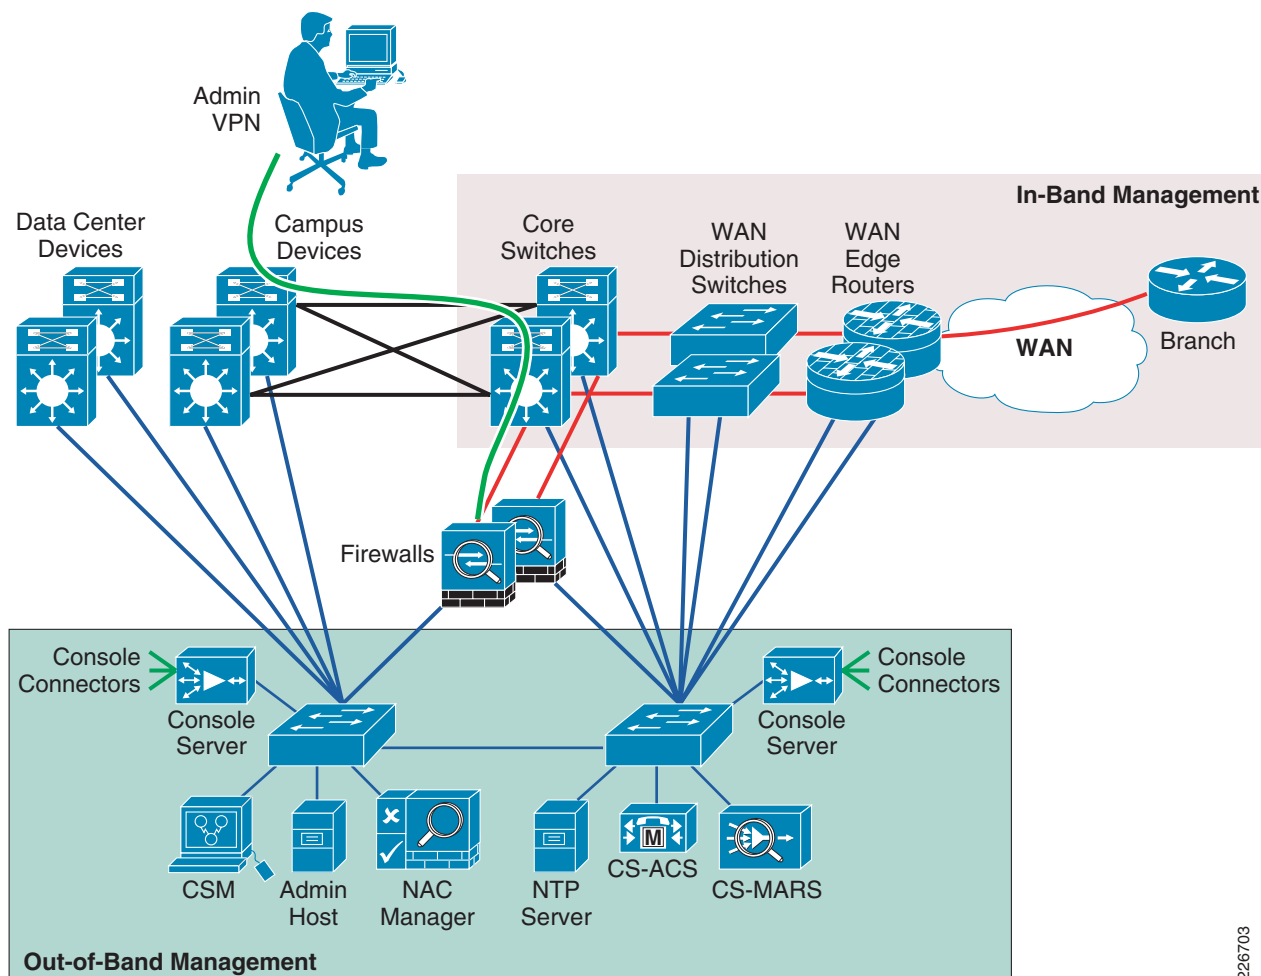 Admin
VPN
In-Band Management
Data Center
Devices
Campus
Devices
Core
Switches
WAN
Distribution
Switches
WAN
Edge
Routers
WAN
Branch
Firewalls
Console
Connectors
Console
Server
Console
Server
Console
Connectors
CSM
Admin
Host
NAC
Manager
NTP
Server
M
CS-ACS
CS-MARS
Out-of-Band Management
226703